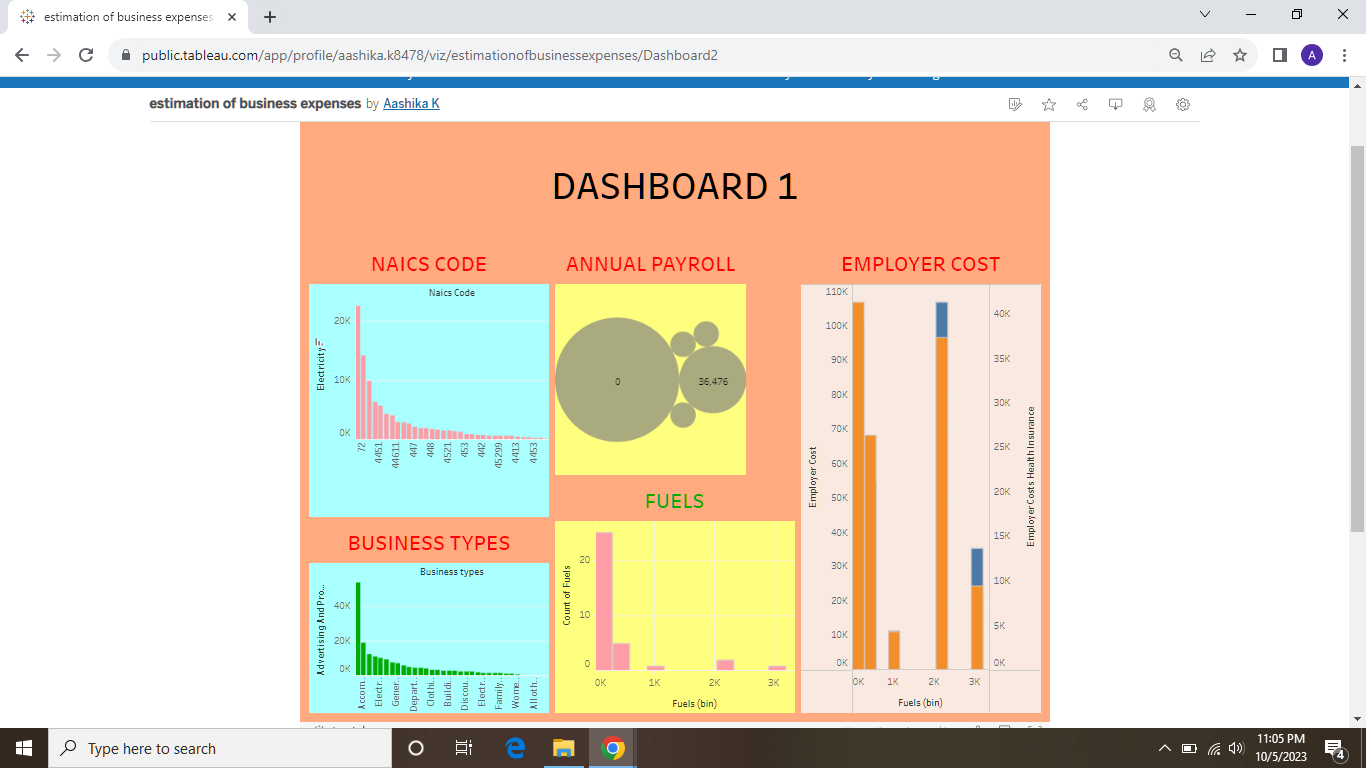 estimation of business expenses
public.tableau.com/app/profile/aashika.k8478/viz/estimationofbusinessexpenses/Dashboard2
A
estimation of business expenses by Aashika K
DASHBOARD 1
NAICS CODE
Naics Code
Electricity
20K
10K
0K
72
4451
44611
447
448
4521
453
442
45299
4413
4453
BUSINESS TYPES
Business types
Advertising And Pro..
40K
20K
0K
Accom..
Electr..
Gener..
Depart..
Clothi..
Buildi..
Discou..
Electr..
Family..
Wome..
All oth..
ANNUAL PAYROLL
0
36,476
FUELS
Count of Fuels
20
10
0
0K
1K
2K
3K
Fuels (bin)
EMPLOYER COST
Employer Cost
110K
100K
90K
80K
70K
60K
50K
40K
30K
20K
10K
0K
0K
1K
2K
3K
Fuels (bin)
40K
35K
30K
25K
20K
15K
10K
5K
0K
Employer Costs Health Insurance
Type here to search
11:05 PM
10/5/2023
4